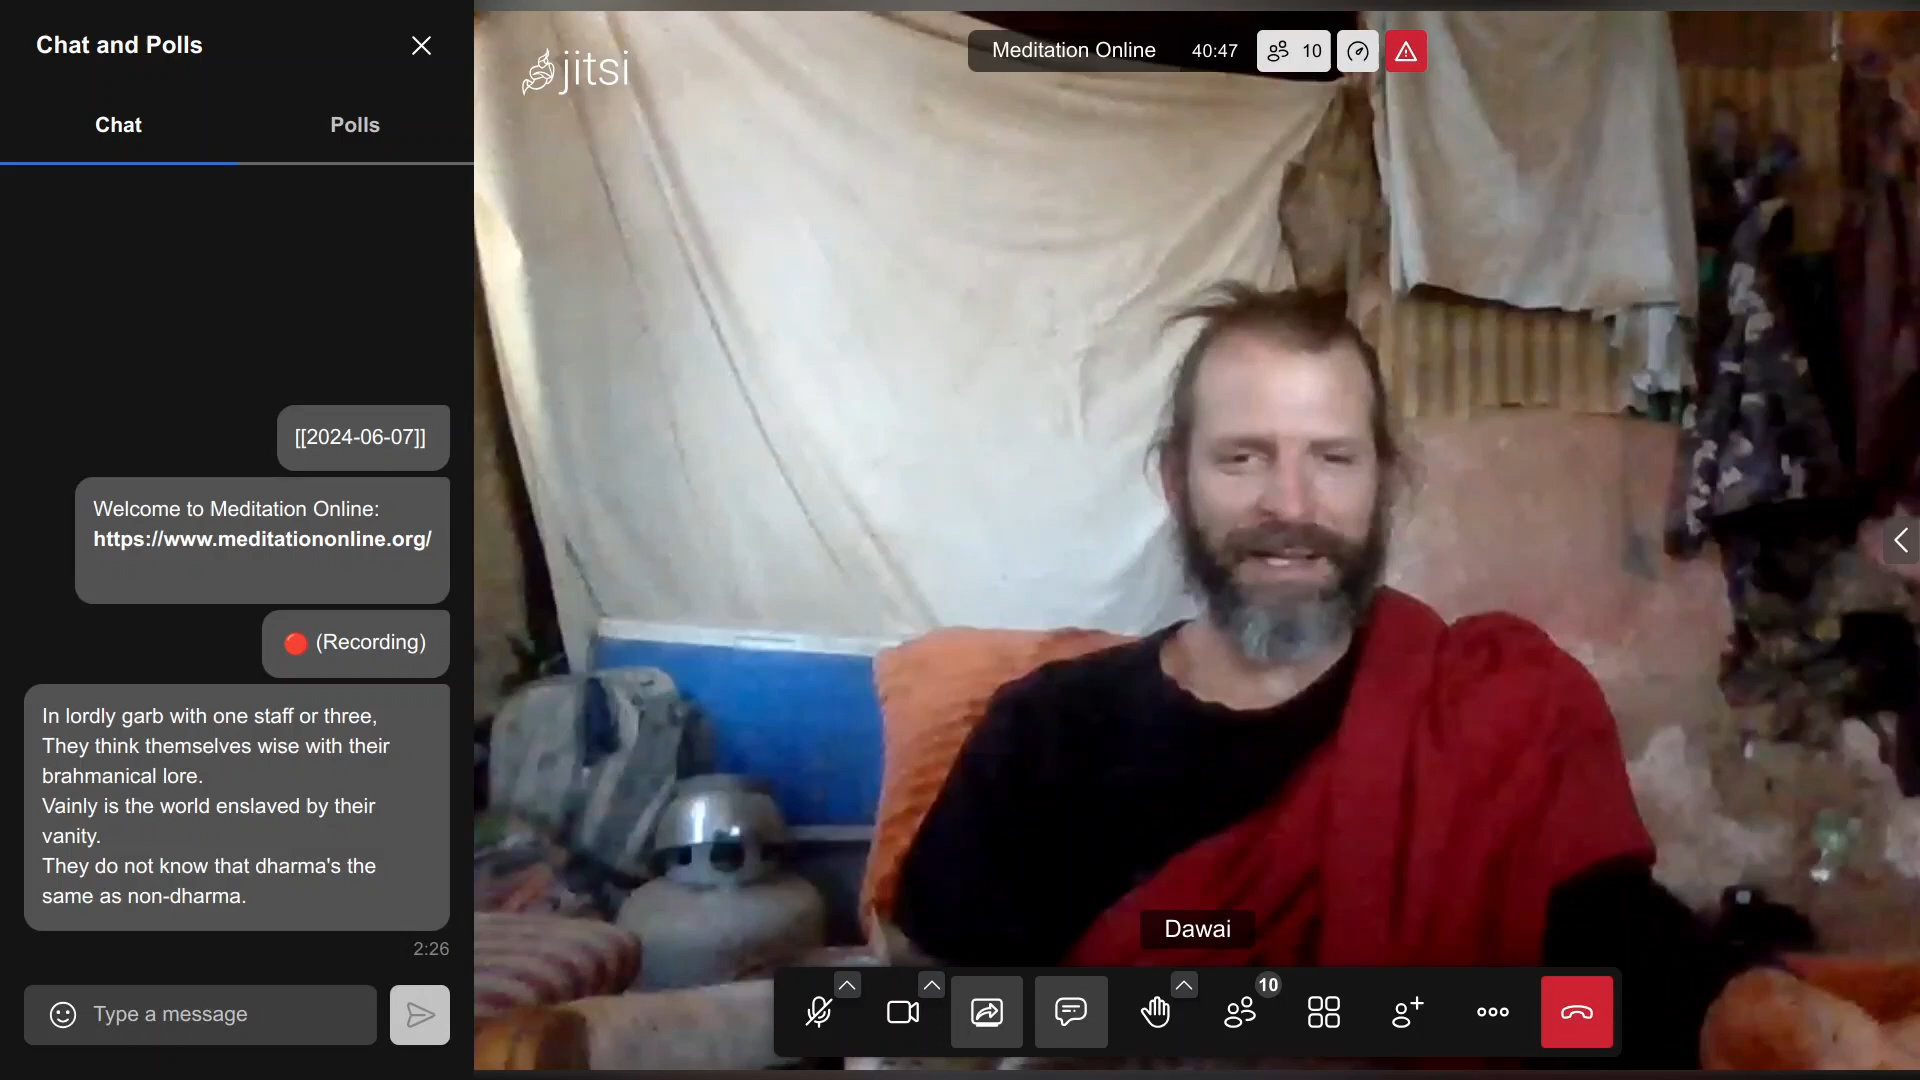 Chat and Polls
Chat
Polls
[[2024-06-07]]
Welcome to Meditation Online:
https://www.meditationonline.org/
(Recording)
In lordly garb with one staff or three,
They think themselves wise with their
brahmanical lore.
Vainly is the world enslaved by their
vanity.
They do not know that dharma's the
same as non-dharma.
2:26
Type a message
jitsi
Meditation Online
40:47
10
Dawai
10